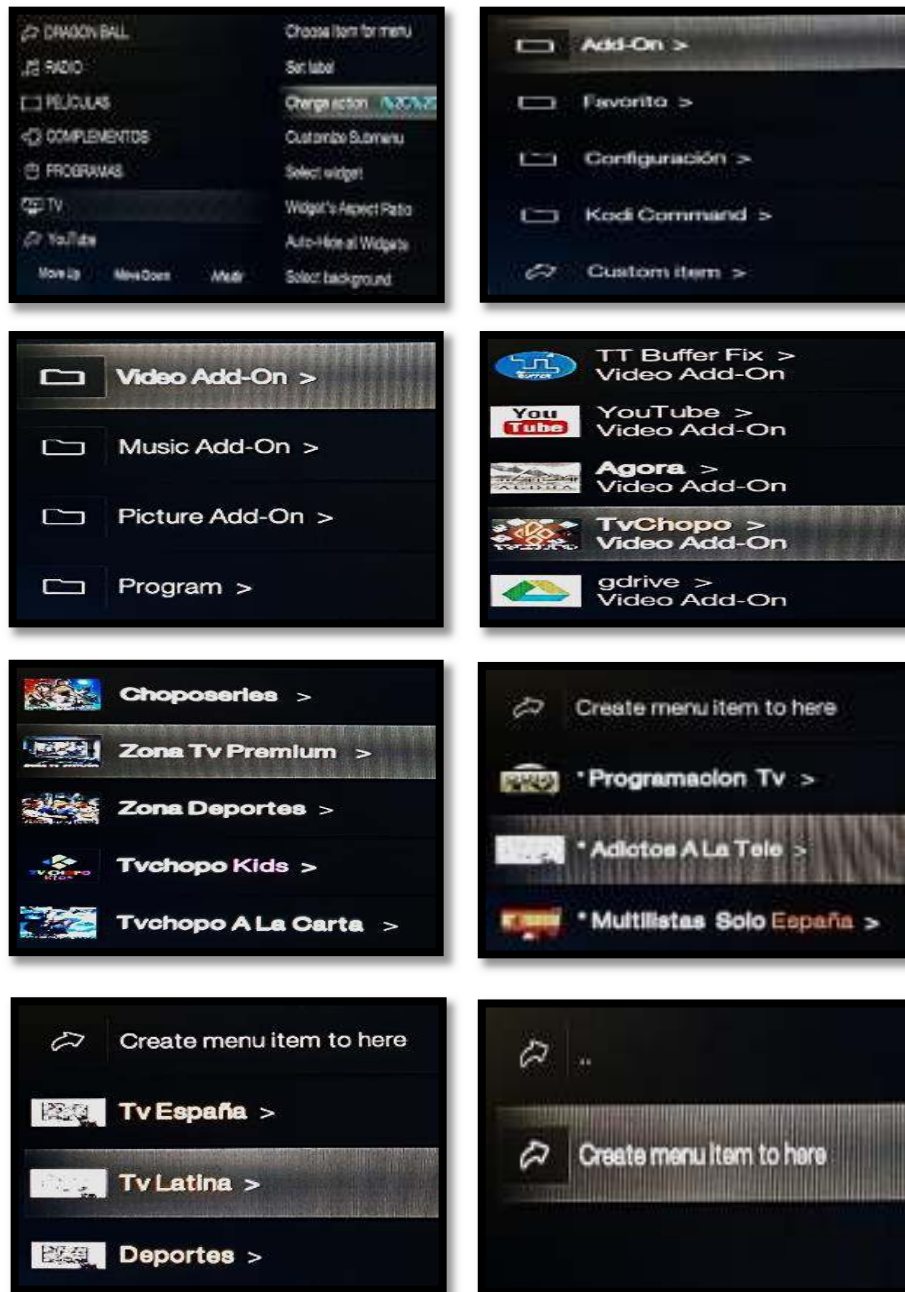 DRAGON BALL
RADIO
PELÍCULAS
COMPLEMENTOS
PROGRAMAS
TV
YouTube
Move Up Move Down Añadir
Choose item for menu
Set label
Change action
Customize Submenu
Select widget
Widget's Aspect Ratio
Auto-Hide all Widgets
Select background
Add-On >
Favorito >
Configuración >
Kodi Command >
Custom item >
Video Add-On >
Music Add-On >
Picture Add-On >
Program >
BUFFER
TT Buffer Fix >
Video Add-On
You
Tube
YouTube >
Video Add-On
AGORA
Agora >
Video Add-On
TvChopo >
Video Add-On
gdrive >
Video Add-On
Choposeries >
Zona Tv Premium >
Zona Deportes >
Tvchopo Kids >
Tvchopo A La Carta >
Create menu item to here
*Programacion Tv >
*Adictos A La Tele >
*Multilistas Solo España >
Create menu item to here
Tv España >
Tv Latina >
Deportes >
..
Create menu item to here